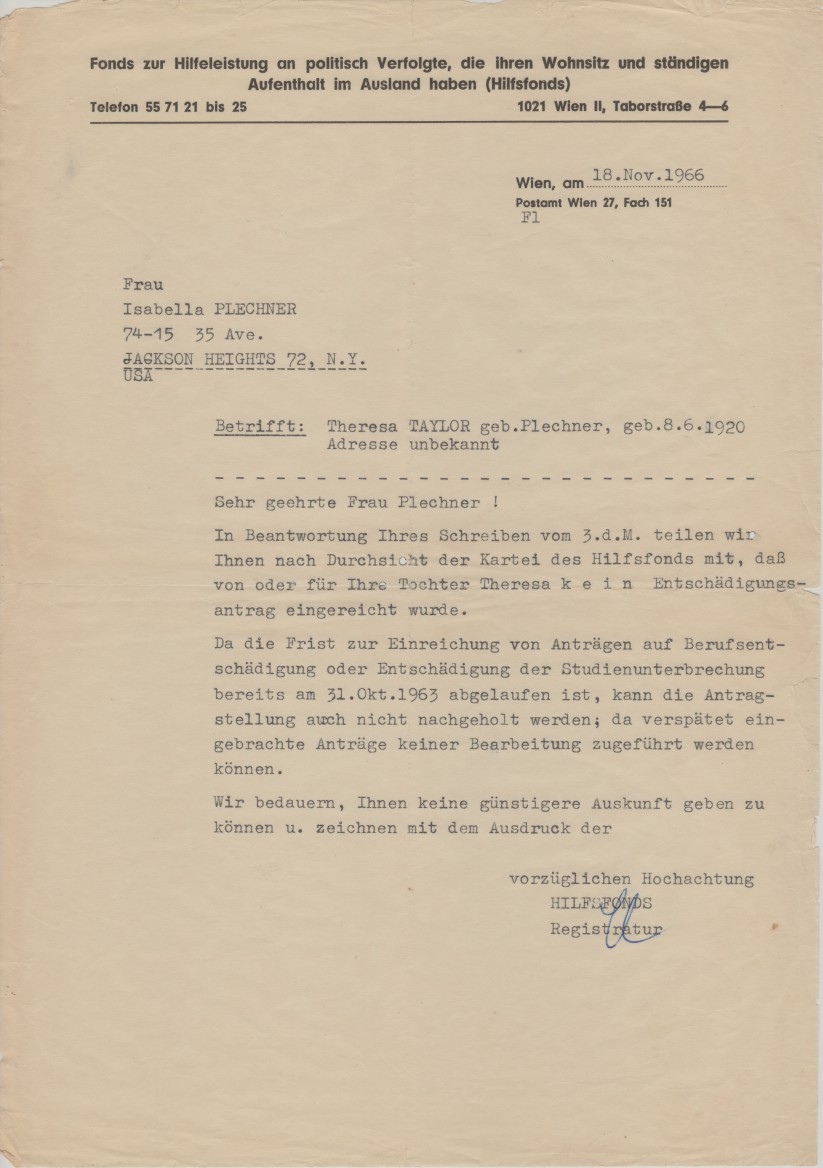 Fonds zur Hilfeleistung an politisch Verfolgte, die ihren Wohnsitz und ständigen
Aufenthalt im Ausland haben (Hilfsfonds)
Telefon 55 71 21 bis 25 1021 Wien II, Taborstraße 4—6
Wien, am 18.Nov.1966
Postamt Wien 27, Fach 151
Fl
Frau
Isabella PLECHNER
74-15 35 Ave.
JACKSON HEIGHTS 72, N.Y.
USA
Betrifft: Theresa TAYLOR geb.Plechner, geb.8.6.1920
Adresse unbekannt
Sehr geehrte Frau Plechner !
In Beantwortung Ihres Schreiben vom 3.d.M. teilen wir
Ihnen nach Durchsicht der Kartei des Hilfsfonds mit, daß
von oder für Ihre Tochter Theresa k e i n Entschädigungs-
antrag eingereicht wurde.
Da die Frist zur Einreichung von Anträgen auf Berufsent-
schädigung oder Entschädigung der Studienunterbrechung
bereits am 31.Okt.1963 abgelaufen ist, kann die Antrag-
stellung auch nicht nachgeholt werden; da verspätet ein-
gebrachte Anträge keiner Bearbeitung zugeführt werden
können.
Wir bedauern, Ihnen keine günstigere Auskunft geben zu
können u. zeichnen mit dem Ausdruck der
vorzüglichen Hochachtung
HILFSFONDS
Registratur